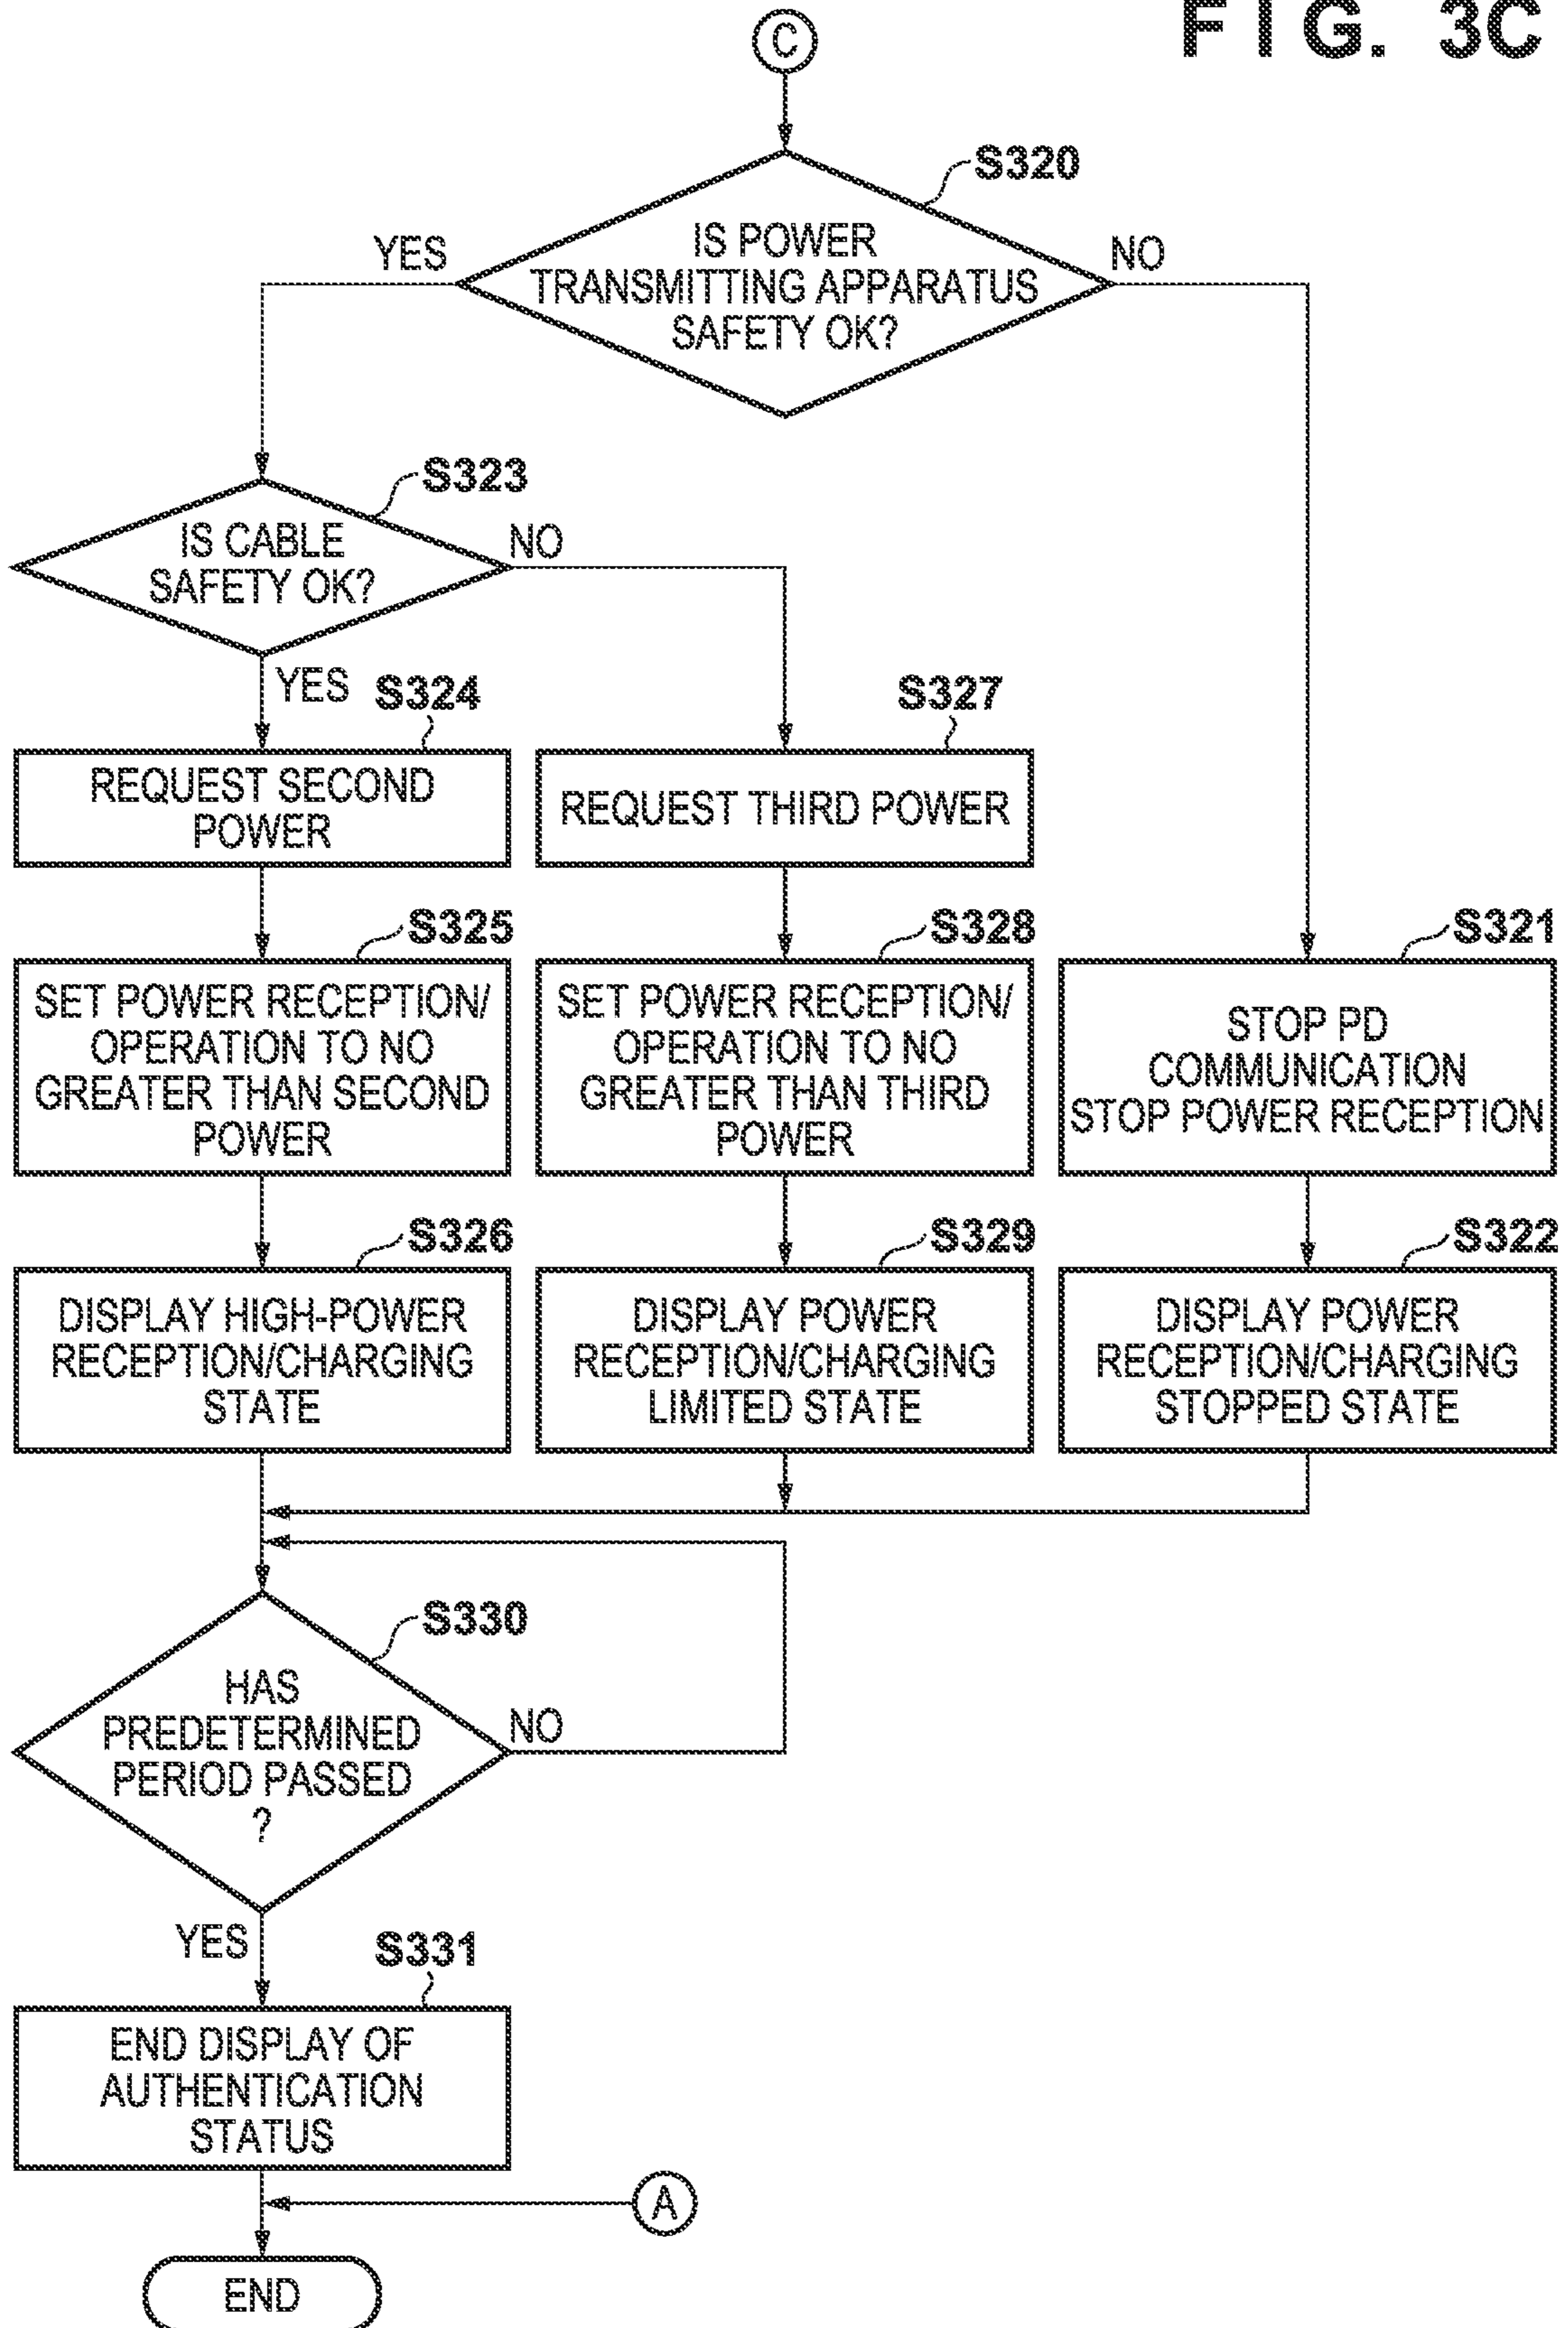 FIG. 3C
C
S320
IS POWER
TRANSMITTING APPARATUS
SAFETY OK?
YES
NO
S323
IS CABLE
SAFETY OK?
NO
YES
S324
S327
REQUEST SECOND
POWER
REQUEST THIRD POWER
S325
SET POWER RECEPTION/
OPERATION TO NO
GREATER THAN SECOND
POWER
S328
SET POWER RECEPTION/
OPERATION TO NO
GREATER THAN THIRD
POWER
S321
STOP PD
COMMUNICATION
STOP POWER RECEPTION
S326
DISPLAY HIGH-POWER
RECEPTION/CHARGING
STATE
S329
DISPLAY POWER
RECEPTION/CHARGING
LIMITED STATE
S322
DISPLAY POWER
RECEPTION/CHARGING
STOPPED STATE
S330
HAS
PREDETERMINED
PERIOD PASSED
?
NO
YES
S331
END DISPLAY OF
AUTHENTICATION
STATUS
A
END